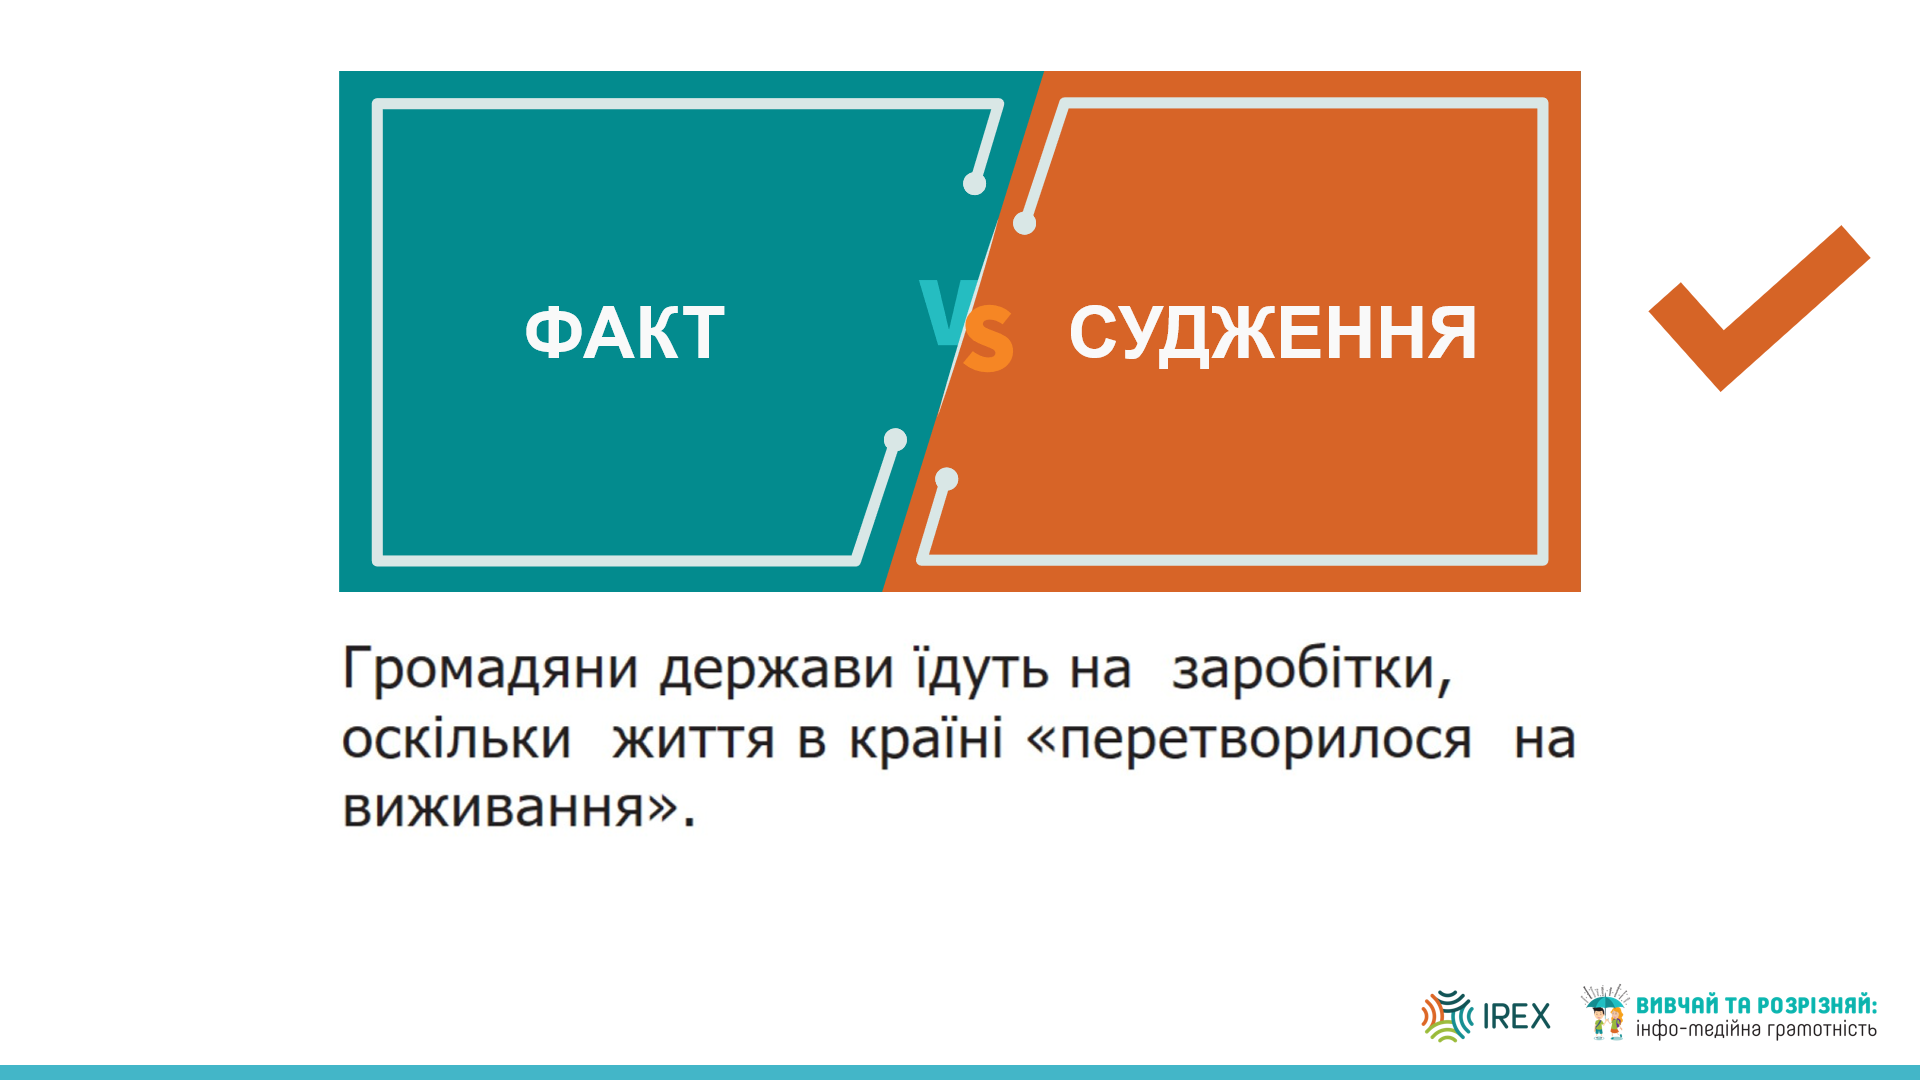 ФАКТ
VS
СУДЖЕННЯ
Громадяни держави їдуть на заробітки,
оскільки життя в країні «перетворилося на
виживання».
IREX
ВИВЧАЙ ТА РОЗРІЗНЯЙ:
інфо-медійна грамотність